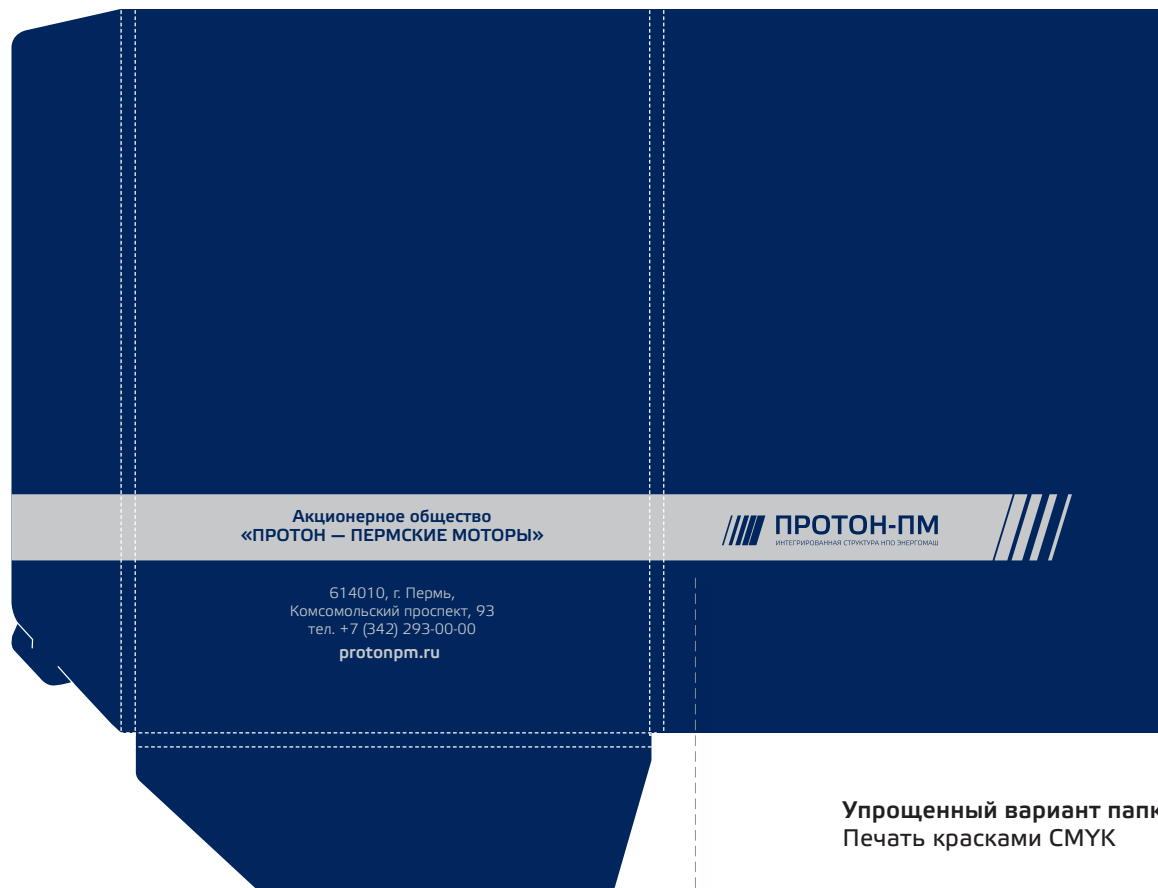 Акционерное общество
«ПРОТОН — ПЕРМСКИЕ МОТОРЫ»
ПРОТОН-ПМ
ИНТЕГРИРОВАННАЯ СТРУКТУРА НПО ЭНЕРГОМАШ
614010, г. Пермь,
Комсомольский проспект, 93
тел. +7 (342) 293-00-00
protonpm.ru
Упрощенный вариант папк
Печать красками CMYK